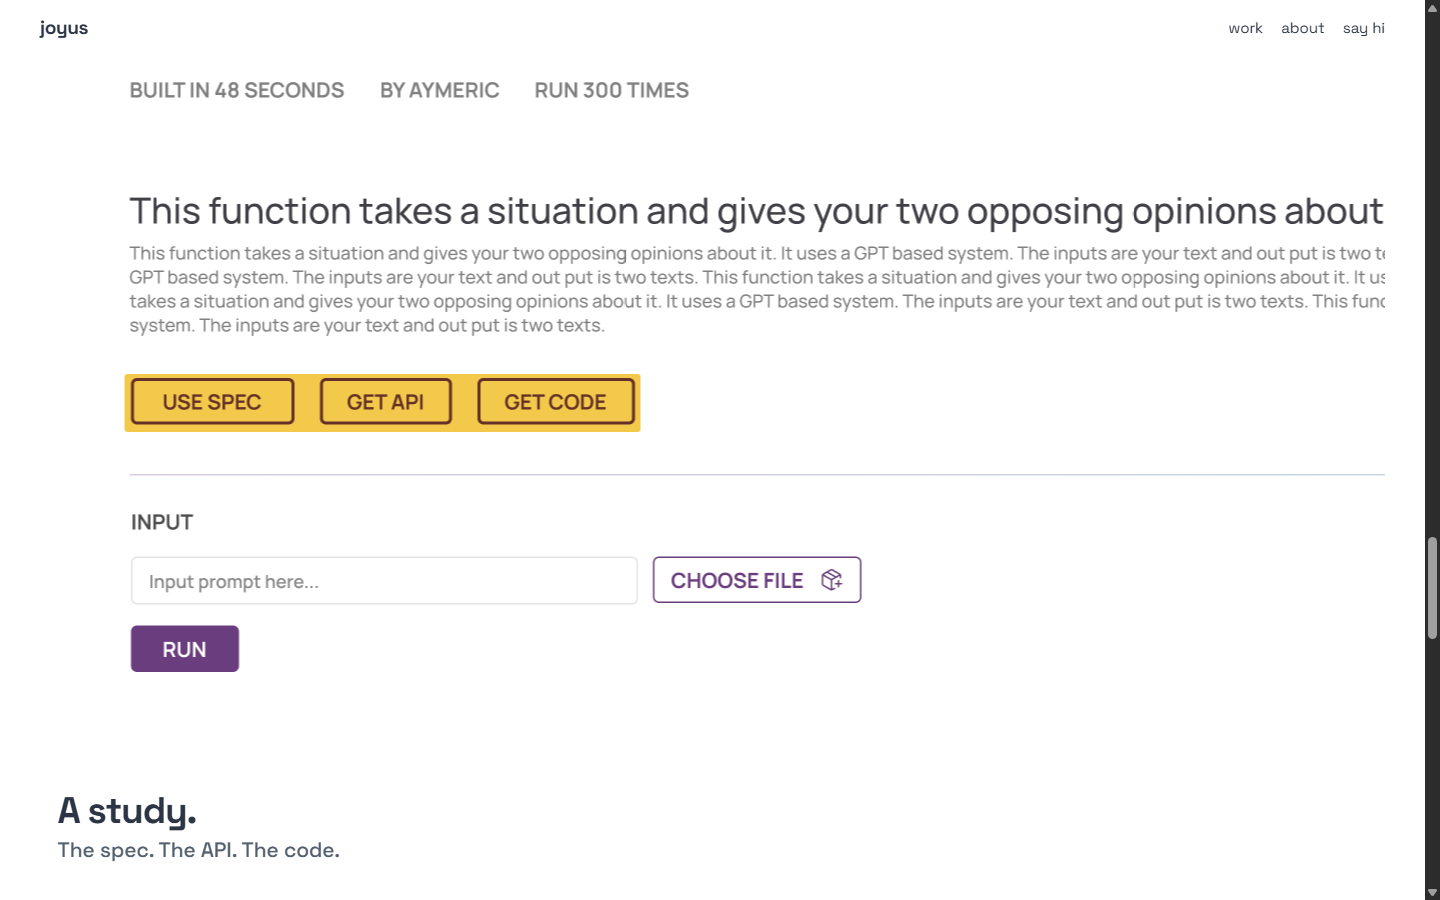 joyus
work about say hi
BUILT IN 48 SECONDS BY AYMERIC RUN 300 TIMES
This function takes a situation and gives your two opposing opinions about
This function takes a situation and gives your two opposing opinions about it. It uses a GPT based system. The inputs are your text and out put is two te
GPT based system. The inputs are your text and out put is two texts. This function takes a situation and gives your two opposing opinions about it. It us
takes a situation and gives your two opposing opinions about it. It uses a GPT based system. The inputs are your text and out put is two texts. This func
system. The inputs are your text and out put is two texts.
USE SPEC GET API GET CODE
INPUT
Input prompt here... CHOOSE FILE
RUN
A study.
The spec. The API. The code.